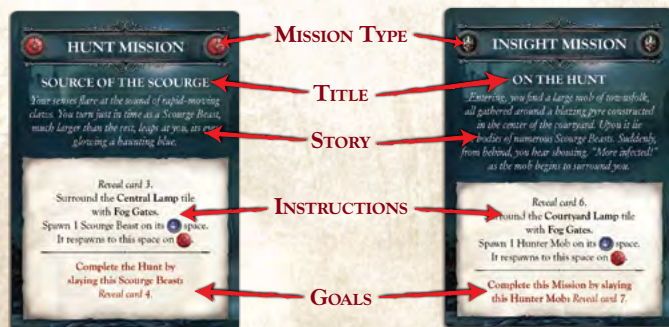 HUNT MISSION
SOURCE OF THE SCOURGE
Your senses flare at the sound of rapid-moving
claws. You turn just in time as a Scourge Beast,
much larger than the rest, leaps at you, its eyes
glowing a haunting blue.
Reveal card 3.
Surround the Central Lamp tile
with Fog Gates.
Spawn 1 Scourge Beast on its space.
It respawns to this space on .
Complete the Hunt by
slaying this Scourge Beast:
Reveal card 4.
MISSION TYPE
TITLE
STORY
INSTRUCTIONS
GOALS
INSIGHT MISSION
ON THE HUNT
Entering, you find a large mob of townsfolk,
all gathered around a blazing pyre constructed
in the center of the courtyard. Upon it lie
bodies of numerous Scourge Beasts. Suddenly,
from behind, you hear shouting. "More infected!"
as the mob begins to surround you.
Reveal card 6.
round the Courtyard Lamp tile
with Fog Gates.
Spawn 1 Hunter Mob on its space.
It respawns to this space on .
Complete this Mission by slaying
this Hunter Mob: Reveal card 7.